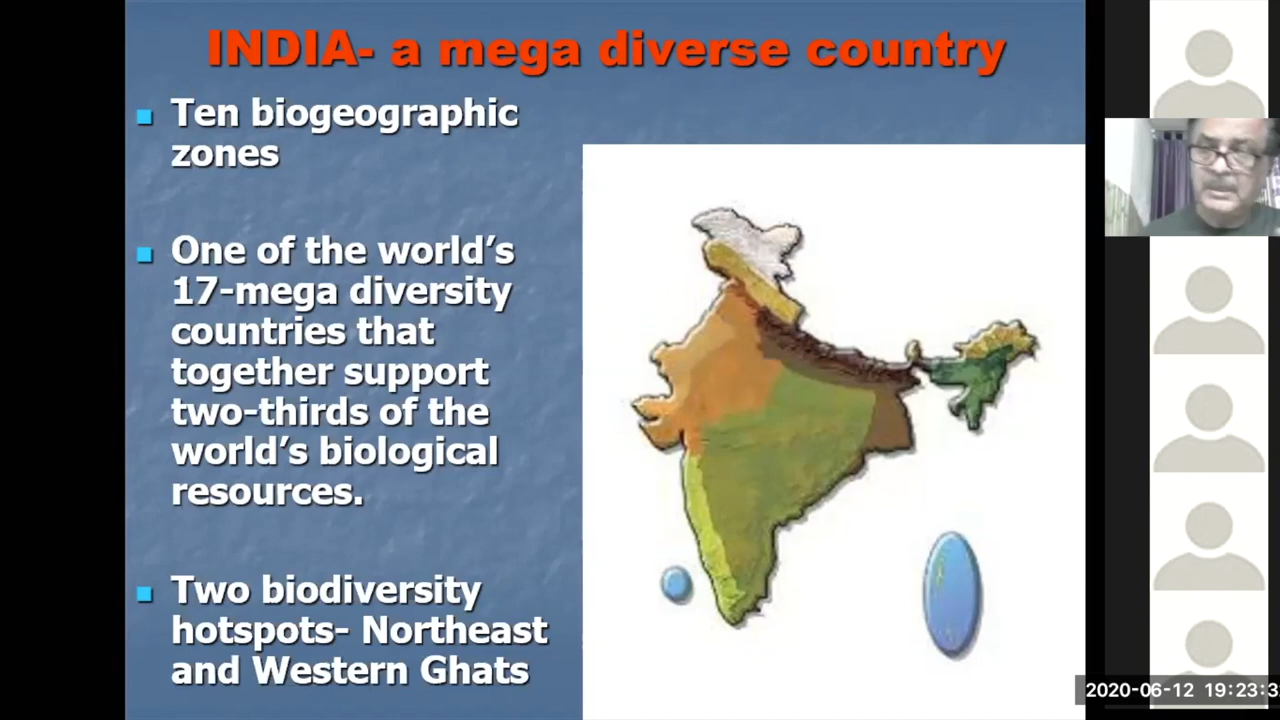 INDIA- a mega diverse country
Ten biogeographic
zones
One of the world's
17-mega diversity
countries that
together support
two-thirds of the
world's biological
resources.
Two biodiversity
hotspots- Northeast
and Western Ghats
2020-06-12 19:23:3